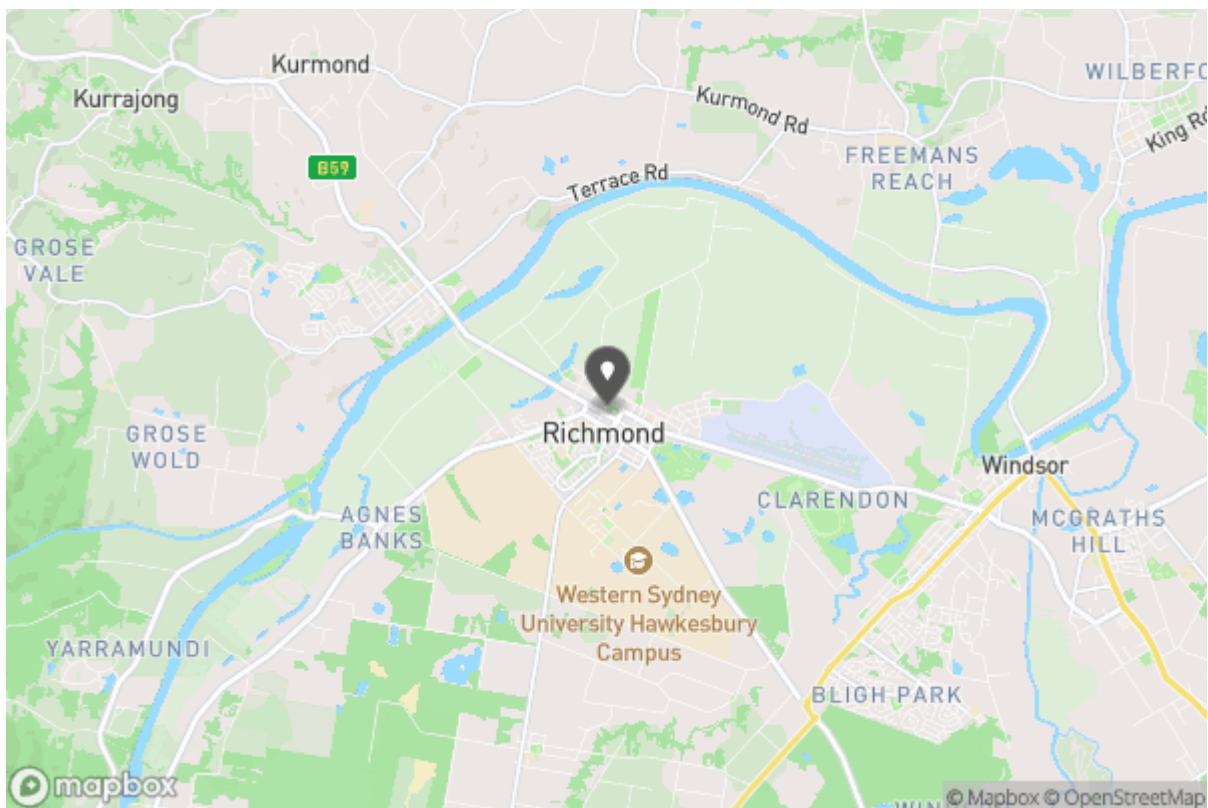 Kurmond
Kurrajong
B59
Kurmond Rd
WILBERFO
King Rd
FREEMANS
REACH
Terrace Rd
GROSE
VALE
Richmond
GROSE
WOLD
AGNES
BANKS
CLARENDON
Windsor
MCGRATHS
HILL
Western Sydney
University Hawkesbury
Campus
YARRAMUNDI
BLIGH PARK
mapbox
© Mapbox © OpenStreetMap